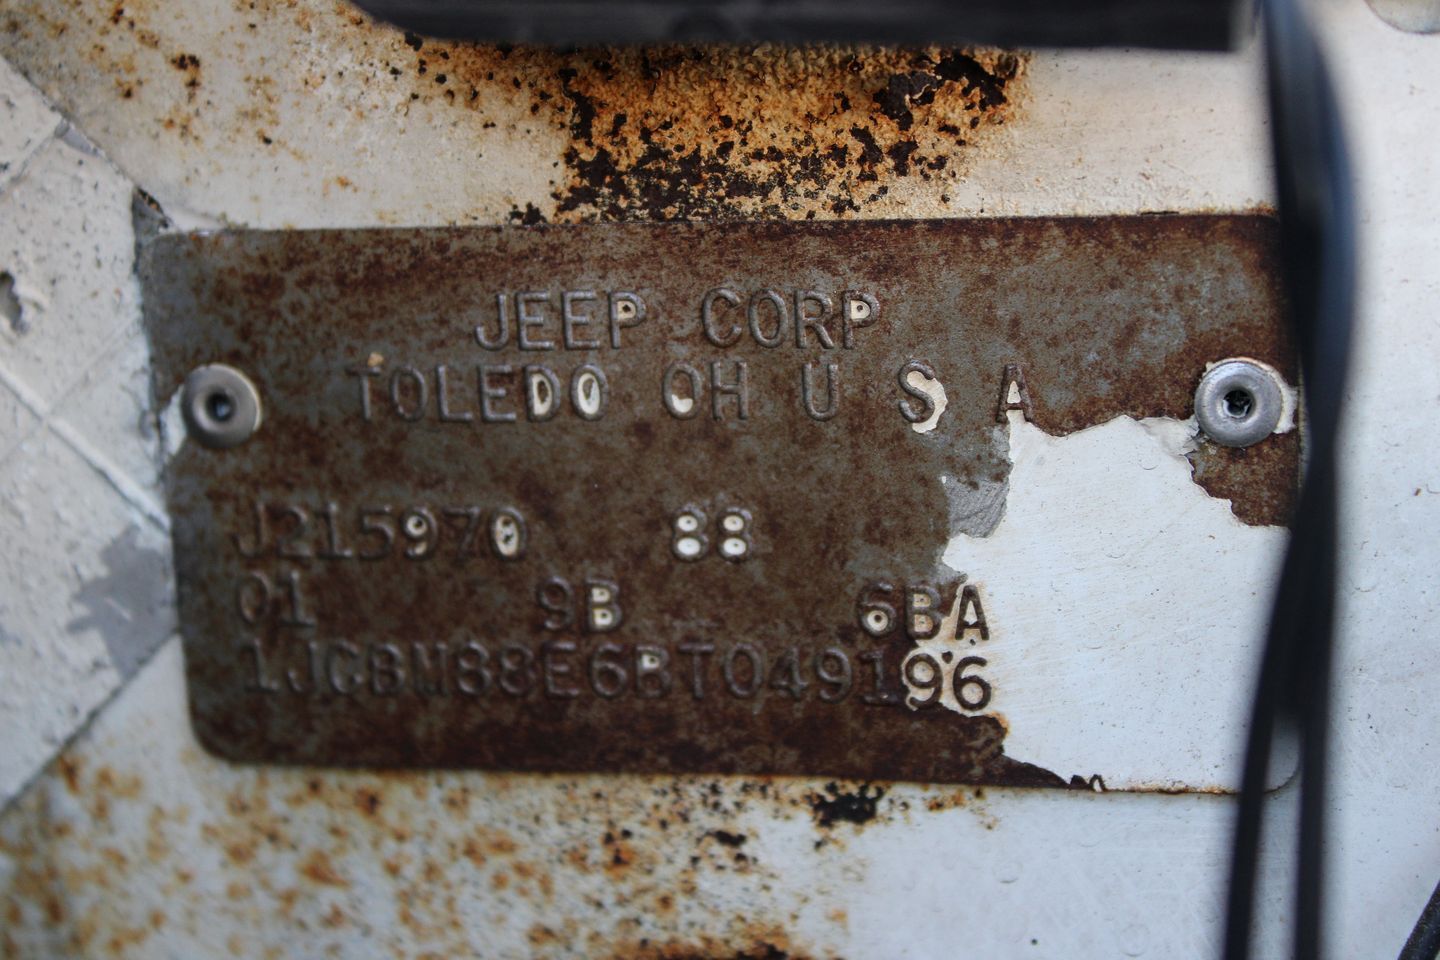 JEEP CORP
TOLEDO OH U S A
J215970 88
01 9B 6BA
1JCBM88E6BT049196